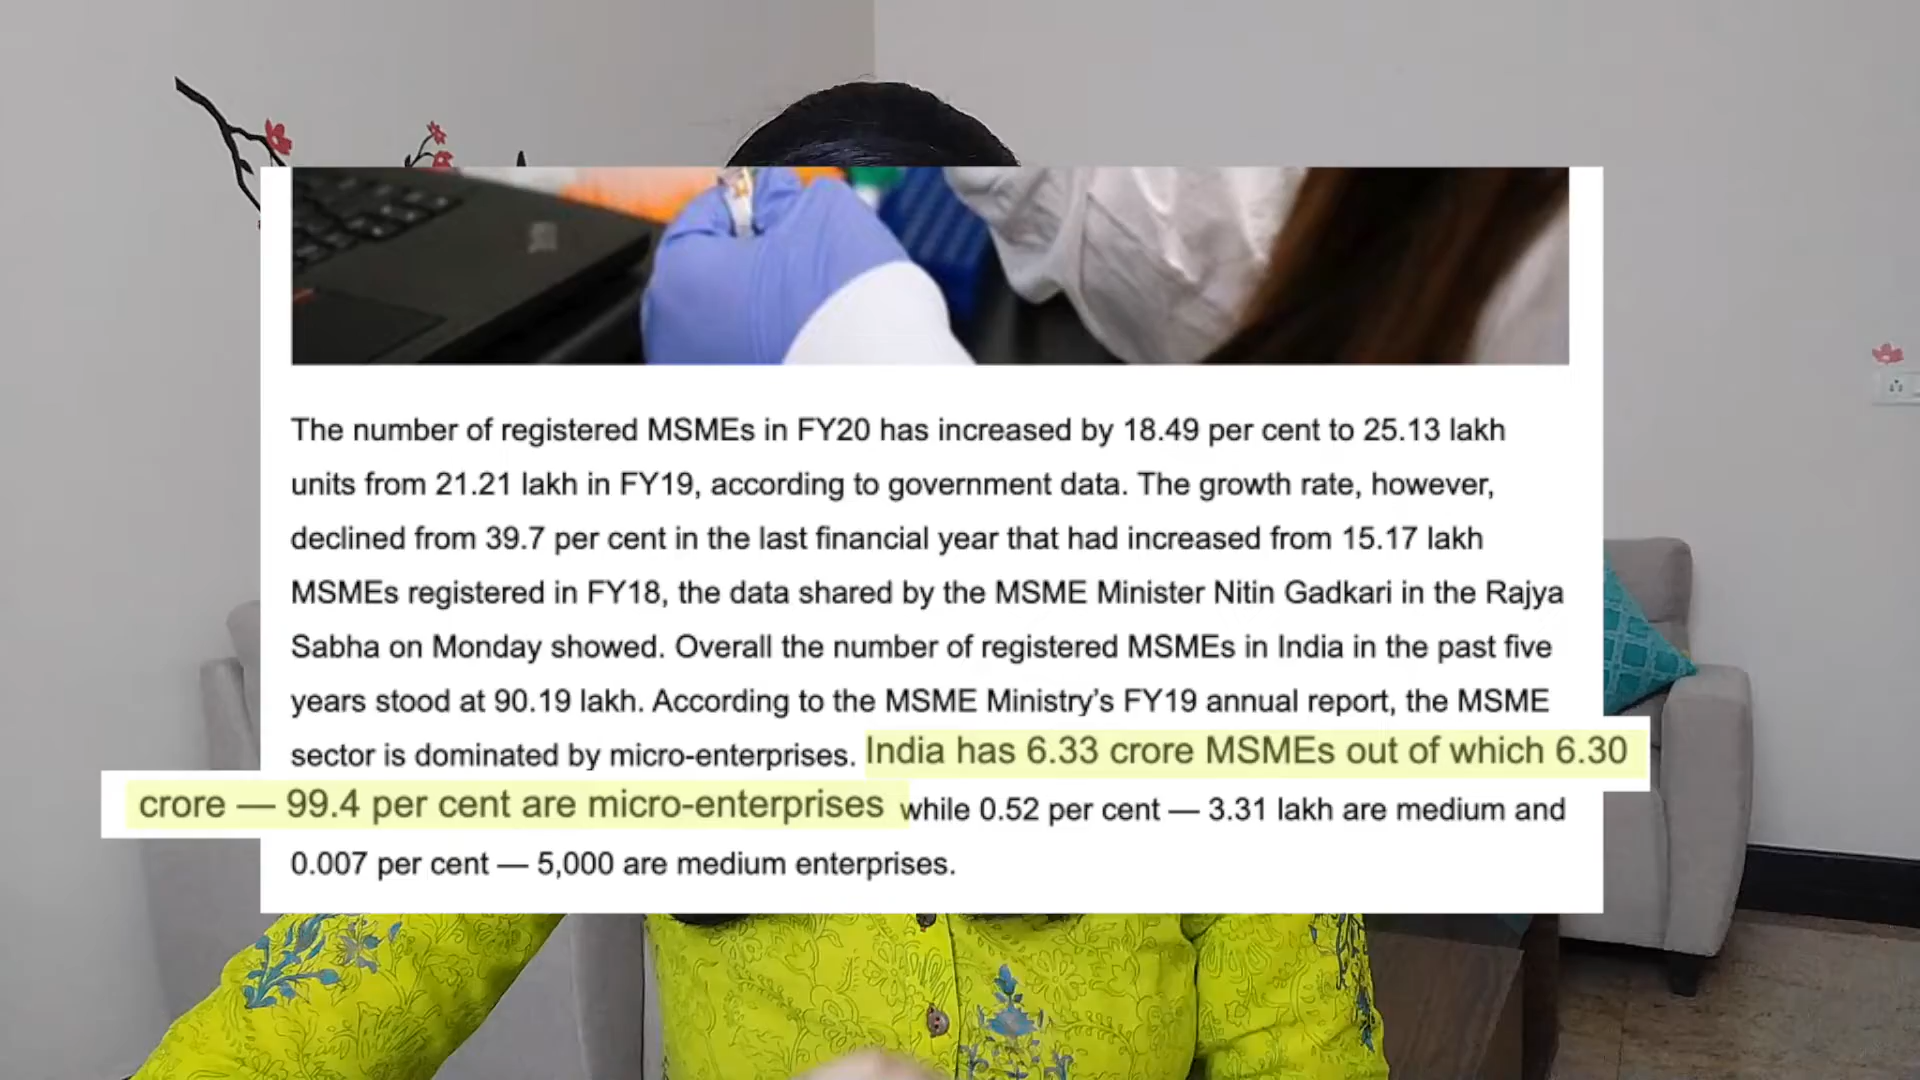 The number of registered MSMEs in FY20 has increased by 18.49 per cent to 25.13 lakh
units from 21.21 lakh in FY19, according to government data. The growth rate, however,
declined from 39.7 per cent in the last financial year that had increased from 15.17 lakh
MSMEs registered in FY18, the data shared by the MSME Minister Nitin Gadkari in the Rajya
Sabha on Monday showed. Overall the number of registered MSMEs in India in the past five
years stood at 90.19 lakh. According to the MSME Ministry’s FY19 annual report, the MSME
sector is dominated by micro-enterprises. India has 6.33 crore MSMEs out of which 6.30
crore — 99.4 per cent are micro-enterprises while 0.52 per cent — 3.31 lakh are medium and
0.007 per cent — 5,000 are medium enterprises.